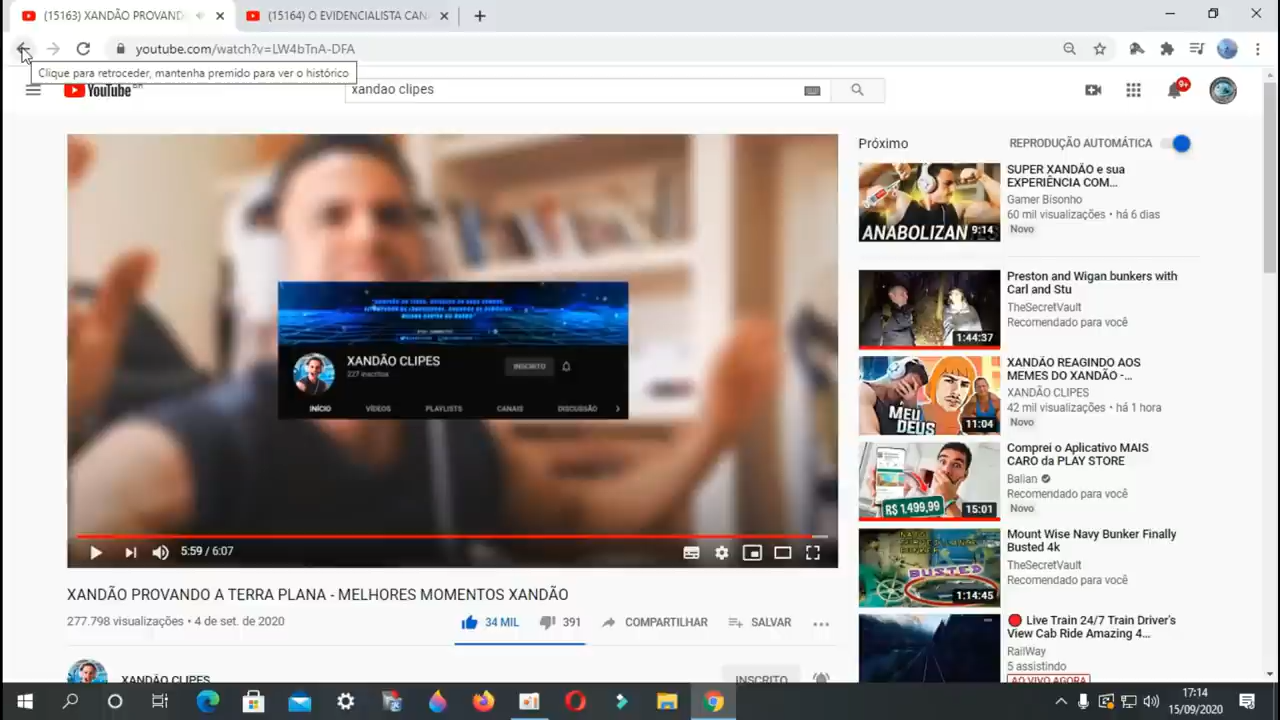 (15163) XANDÃO PROVAND
(15164) O EVIDENCIALISTA CAN
youtube.com/watch?v=LW4bTnA-DFA
Clique para retroceder, mantenha premido para ver o histórico
YouTube BR
xandao clipes
9+
Próximo
REPRODUÇÃO AUTOMÁTICA
SUPER XANDÃO e sua
EXPERIÊNCIA COM...
Gamer Bisonho
60 mil visualizações • há 6 dias
Novo
ANABOLIZAN
9:14
Preston and Wigan bunkers with
Carl and Stu
TheSecretVault
Recomendado para você
1:44:37
XANDÃO REAGINDO AOS
MEMES DO XANDÃO -...
XANDÃO CLIPES
42 mil visualizações • há 1 hora
Novo
MEU
DEUS
11:04
Comprei o Aplicativo MAIS
CARO da PLAY STORE
Balian
Recomendado para você
Novo
R$ 1.499,99
15:01
Mount Wise Navy Bunker Finally
Busted 4k
TheSecretVault
Recomendado para você
BUSTED
1:14:45
Live Train 24/7 Train Driver's
View Cab Ride Amazing 4...
RailWay
5 assistindo
AO VIVO AGORA
XANDÃO CLIPES
227 inscritos
INSCRITO
INÍCIO
VÍDEOS
PLAYLISTS
CANAIS
DISCUSSÃO
5:59 / 6:07
XANDÃO PROVANDO A TERRA PLANA - MELHORES MOMENTOS XANDÃO
277.798 visualizações • 4 de set. de 2020
34 MIL
391
COMPARTILHAR
SALVAR
XANDÃO CLIPES
INSCRITO
17:14
15/09/2020